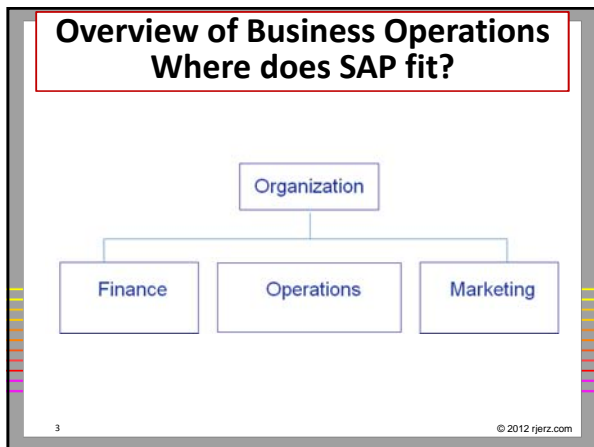 Overview of Business Operations
Where does SAP fit?
Organization
Finance
Operations
Marketing
3
© 2012 rjerz.com